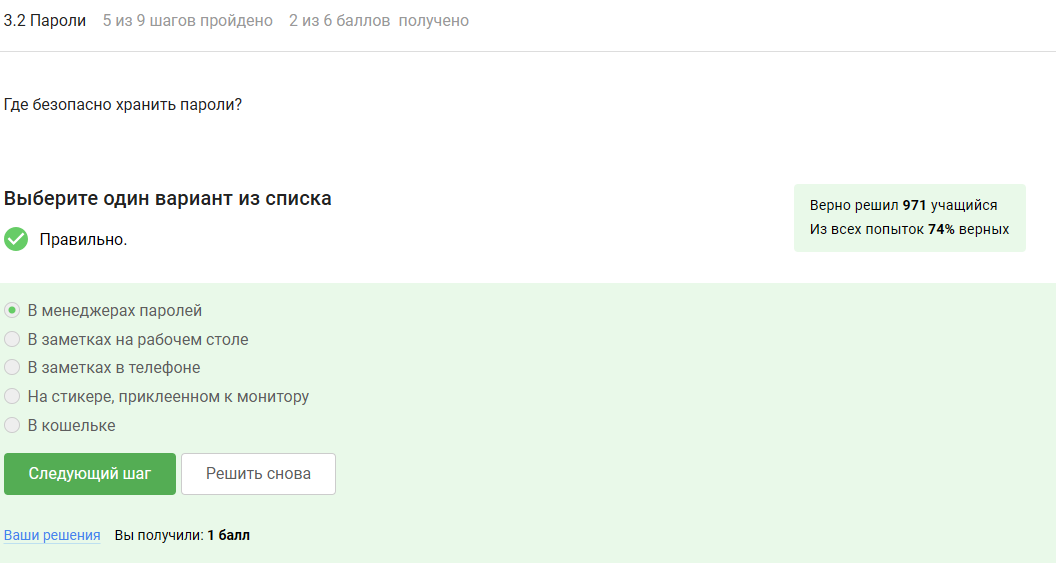 3.2 Пароли 5 из 9 шагов пройдено 2 из 6 баллов получено
Где безопасно хранить пароли?
Выберите один вариант из списка
Правильно.
Верно решил 971 учащийся
Из всех попыток 74% верных
В менеджерах паролей
В заметках на рабочем столе
В заметках в телефоне
На стикере, приклеенном к монитору
В кошельке
Следующий шаг Решить снова
Ваши решения Вы получили: 1 балл